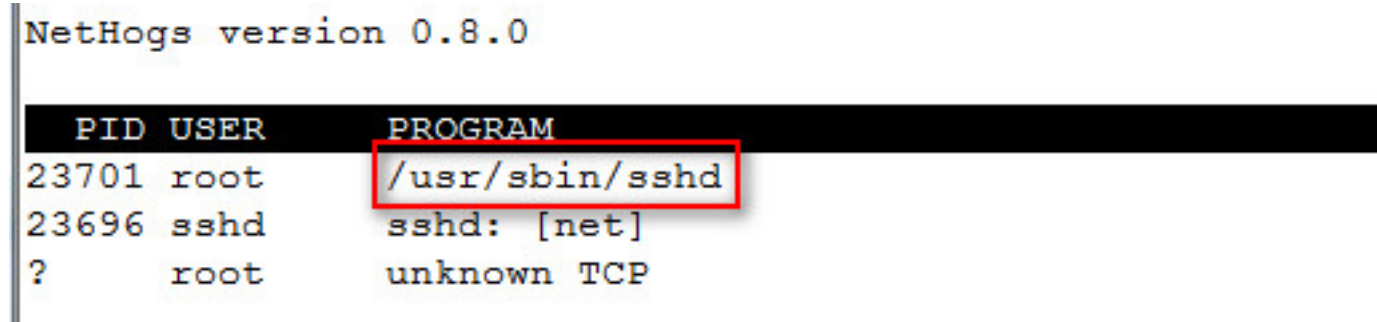 NetHogs version 0.8.0
PID USER PROGRAM
23701 root /usr/sbin/sshd
23696 sshd sshd: [net]
? root unknown TCP